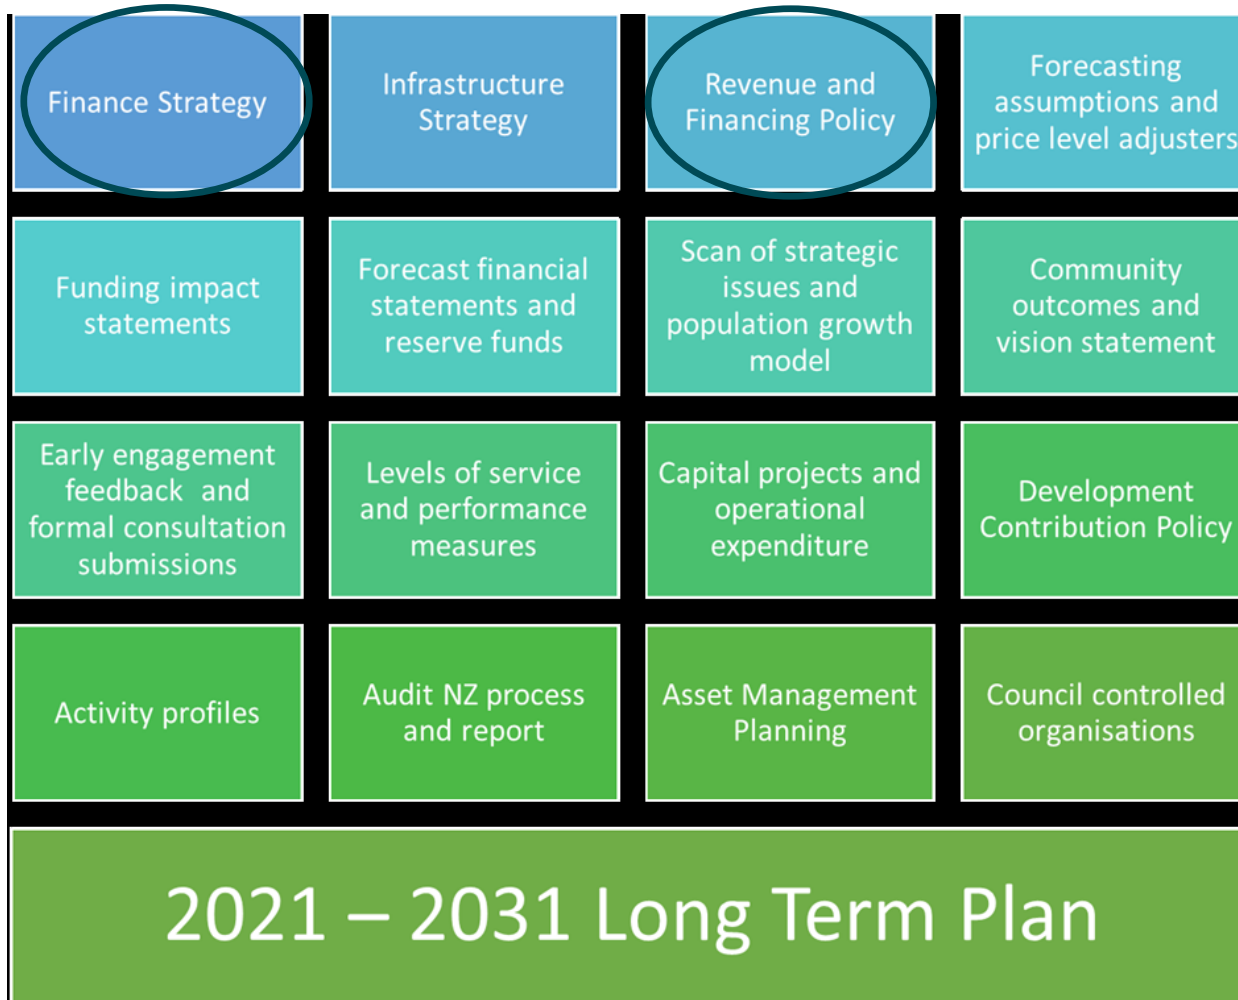 Finance Strategy
Infrastructure
Strategy
Revenue and
Financing Policy
Forecasting
assumptions and
price level adjusters
Funding impact
statements
Forecast financial
statements and
reserve funds
Scan of strategic
issues and
population growth
model
Community
outcomes and
vision statement
Early engagement
feedback and
formal consultation
submissions
Levels of service
and performance
measures
Capital projects and
operational
expenditure
Development
Contribution Policy
Activity profiles
Audit NZ process
and report
Asset Management
Planning
Council controlled
organisations
2021 – 2031 Long Term Plan